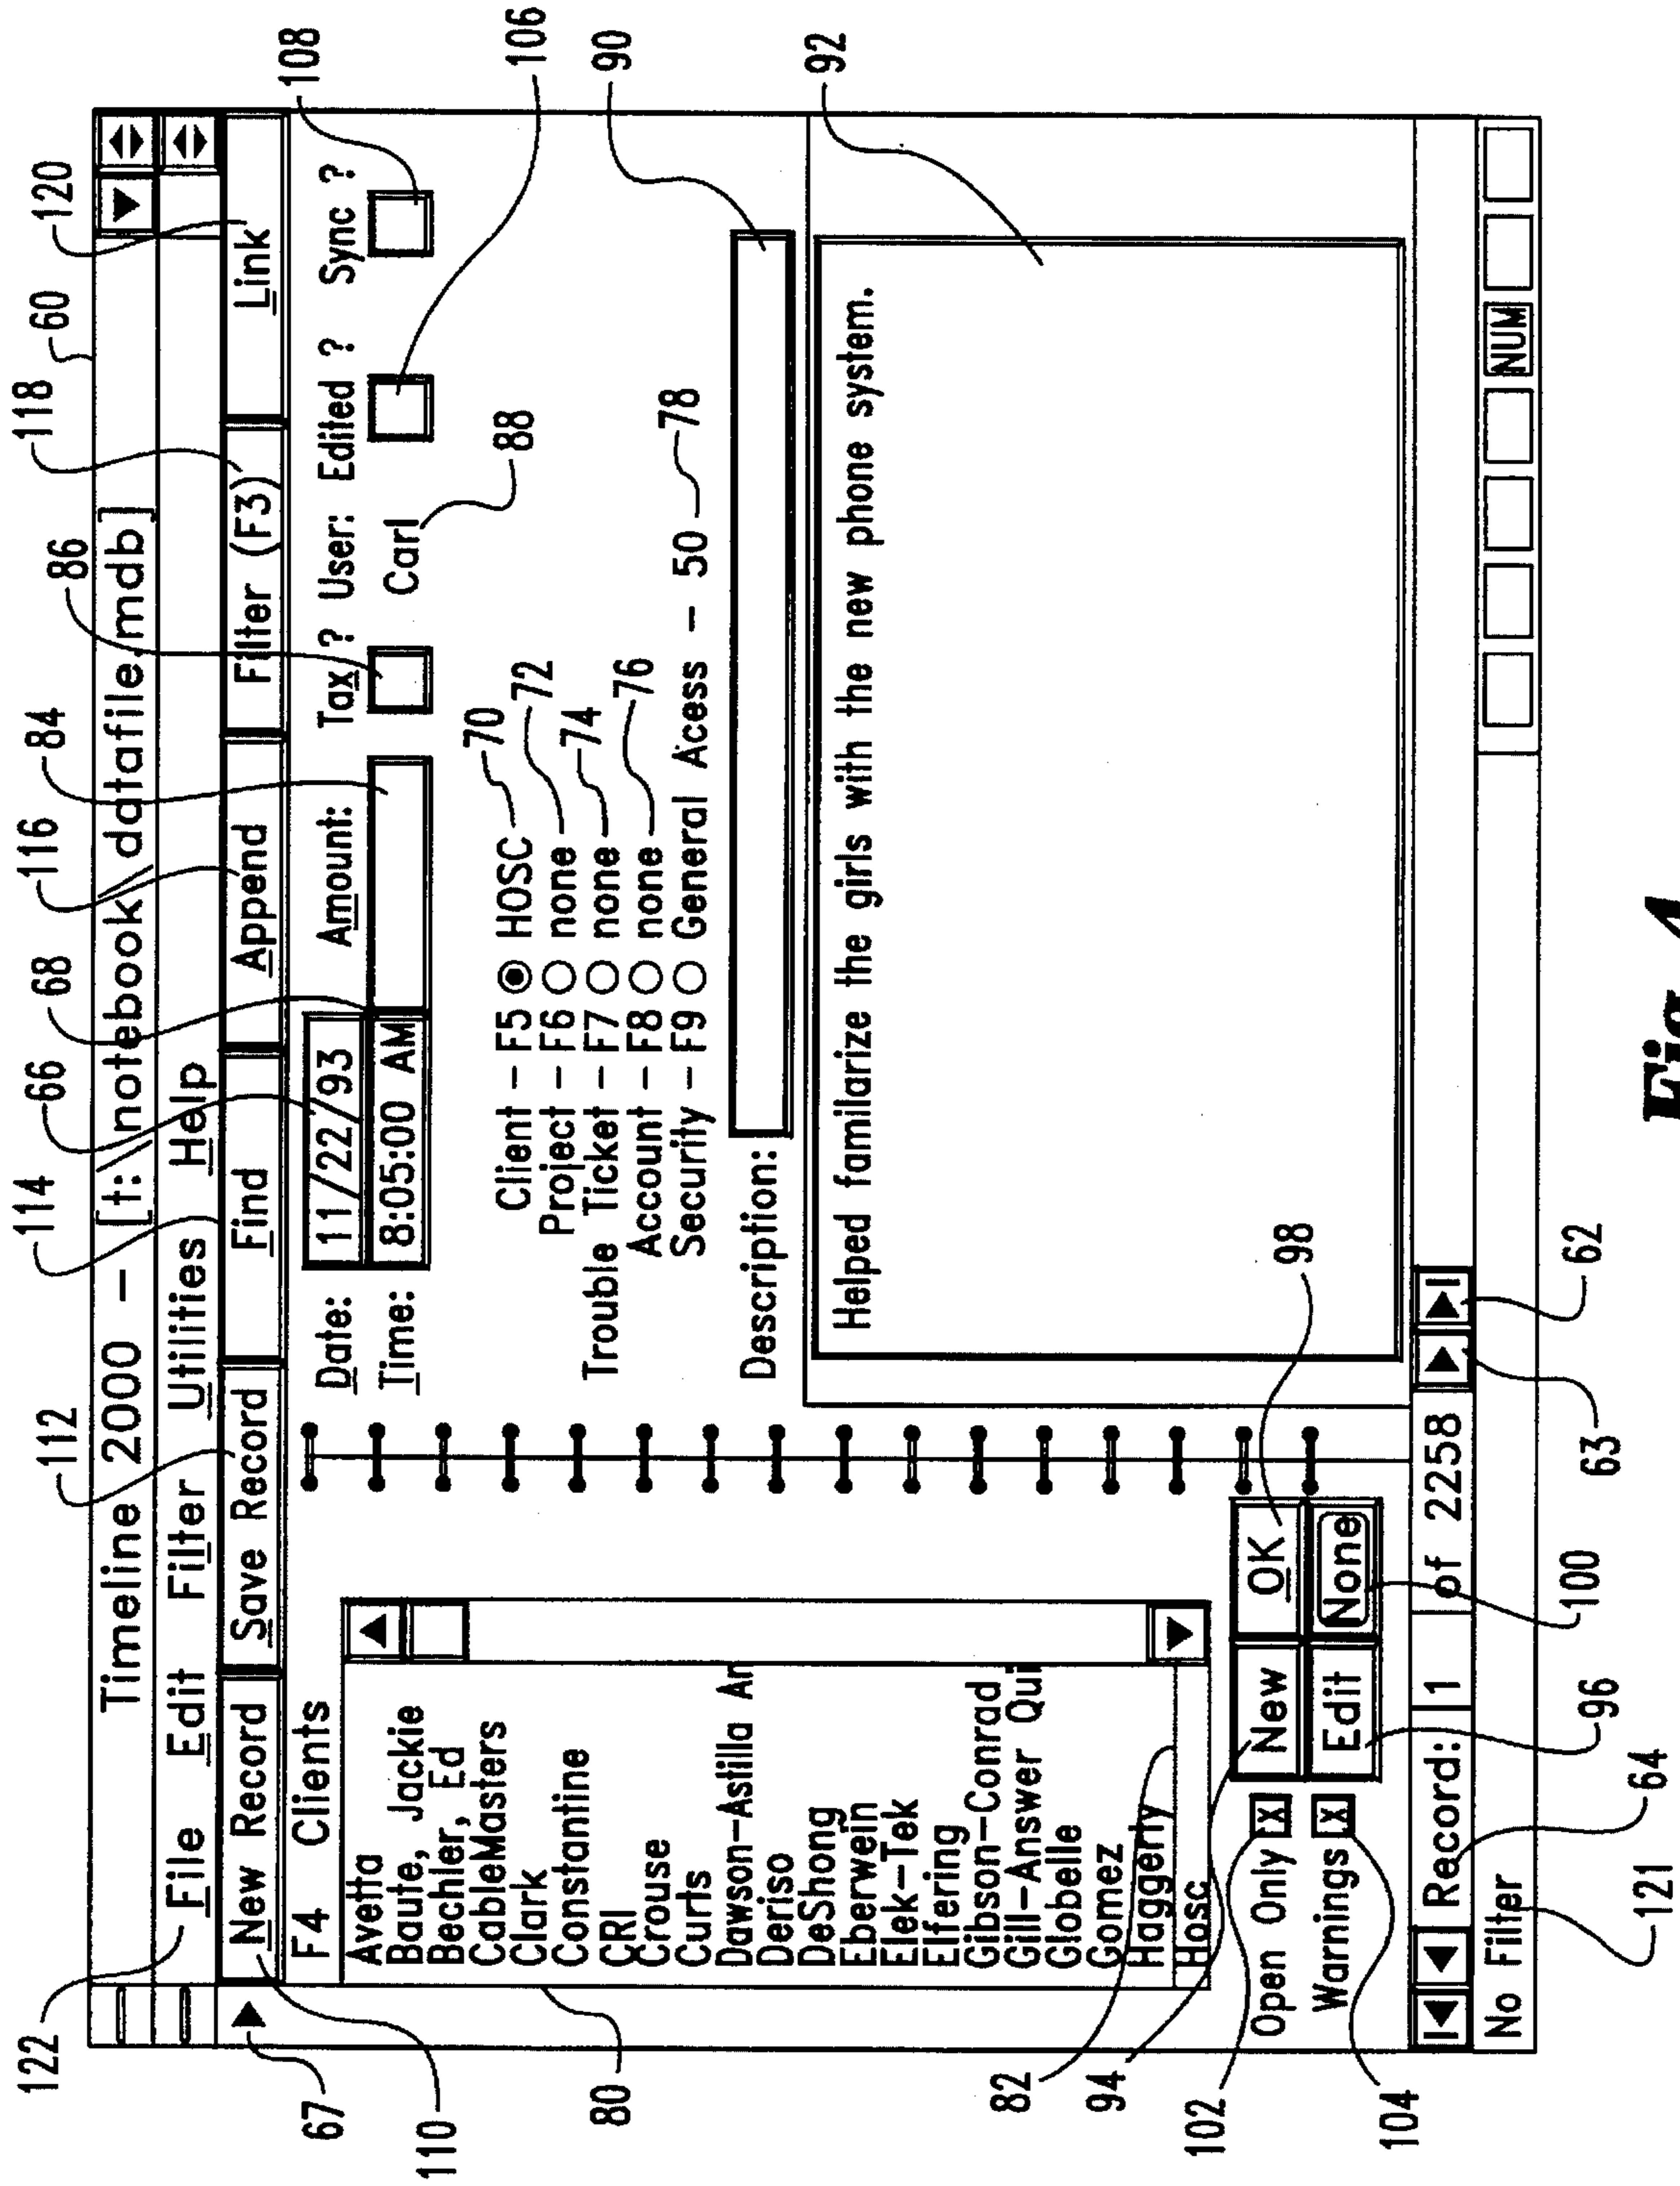 122 112 114 66 68 116 84 86 118 60 120
Timeline 2000 – [t:\notebook\datafile.mdb]
File Edit Filter Utilities Help
New Record Save Record Find Append Filter (F3) Link
67
110
F4 Clients
Date: 11/22/93 Amount: Tax? User: Edited ? Sync ?
Time: 8:05:00 AM Carl
108
106
88
Avetta
Baute, Jackie
Bechler, Ed
CableMasters
Clark
Constantine
CRI
Crouse
Curts
Dawson–Astilla An
Deriso
DeShong
Eberwein
Elek–Tek
Elfering
Gibson–Conrad
Gill–Answer Qui
Globelle
Gomez
Haggerty
Hosc
80
82
94
Client – F5 HOSC 70
Project – F6 none 72
Trouble Ticket – F7 none 74
Account – F8 none 76
Security – F9 General Acess – 50 78
Description:
90
Helped familarize the girls with the new phone system.
92
Open Only X New OK 98
Warnings X Edit None
102
104
Record: 1 of 2258
No Filter NUM
121 64 96 100 63 62
Fig. 4